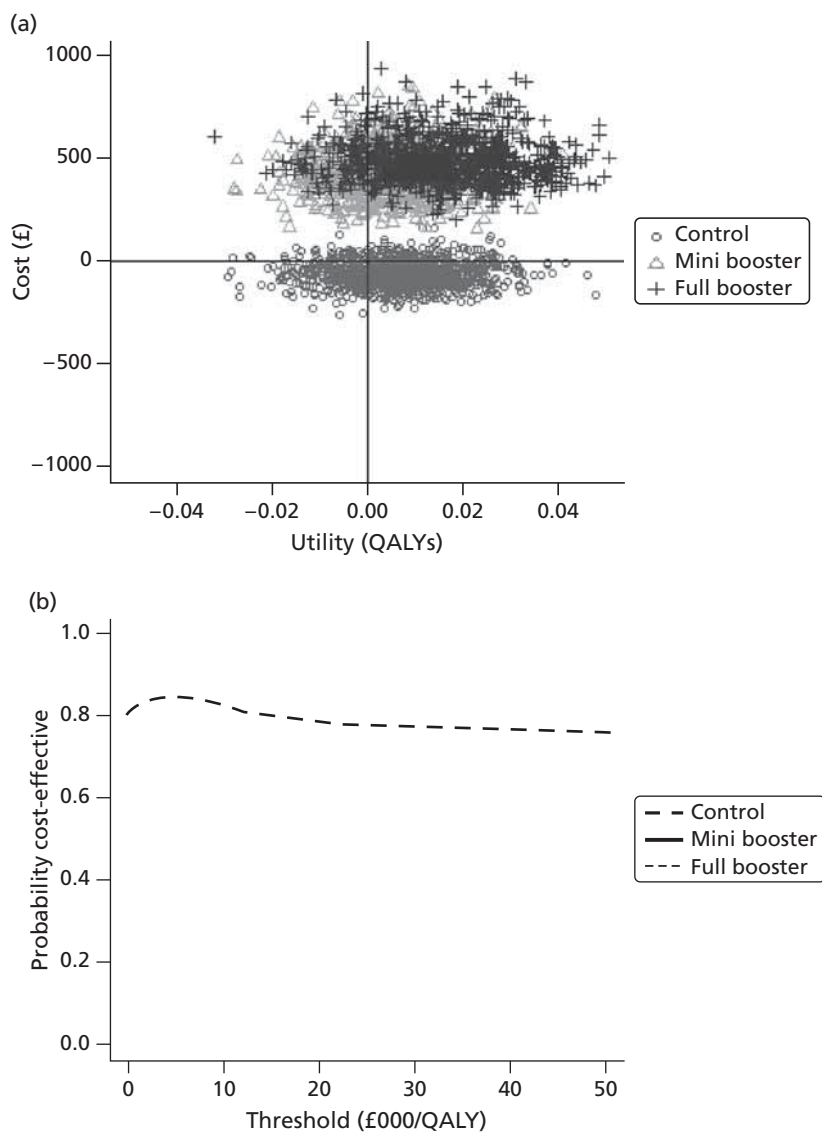 (a)
1000
500
0
−500
−1000
Cost (£)
−0.04 −0.02 0.00 0.02 0.04
Utility (QALYs)
Control
Mini booster
Full booster
(b)
1.0
0.8
0.6
0.4
0.2
0.0
Probability cost-effective
0 10 20 30 40 50
Threshold (£000/QALY)
Control
Mini booster
Full booster